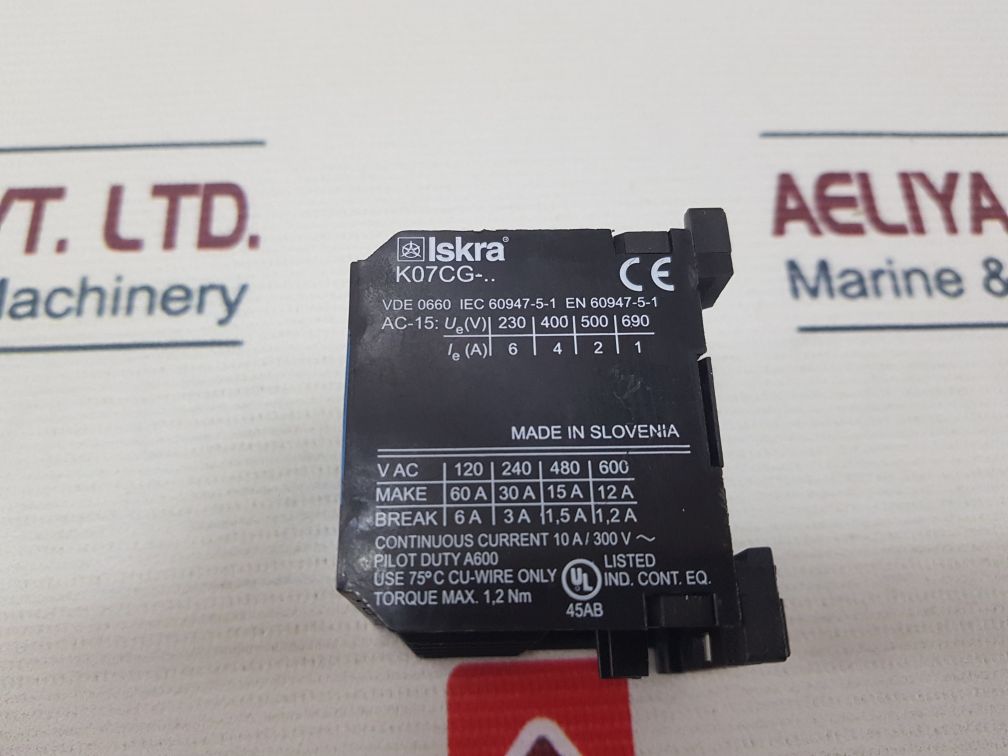 YT. LTD.
Machinery
AELIYA
Marine &
Iskra®
K07CG-..
CE
VDE 0660 IEC 60947-5-1 EN 60947-5-1
AC-15: Ue(V) 230 400 500 690
Ie (A) 6 4 2 1
MADE IN SLOVENIA
V AC 120 240 480 600
MAKE 60 A 30 A 15 A 12 A
BREAK 6 A 3 A 1,5 A 1,2 A
CONTINUOUS CURRENT 10 A / 300 V ~
PILOT DUTY A600
USE 75°C CU-WIRE ONLY
TORQUE MAX. 1,2 Nm
UL
LISTED
IND. CONT. EQ.
45AB